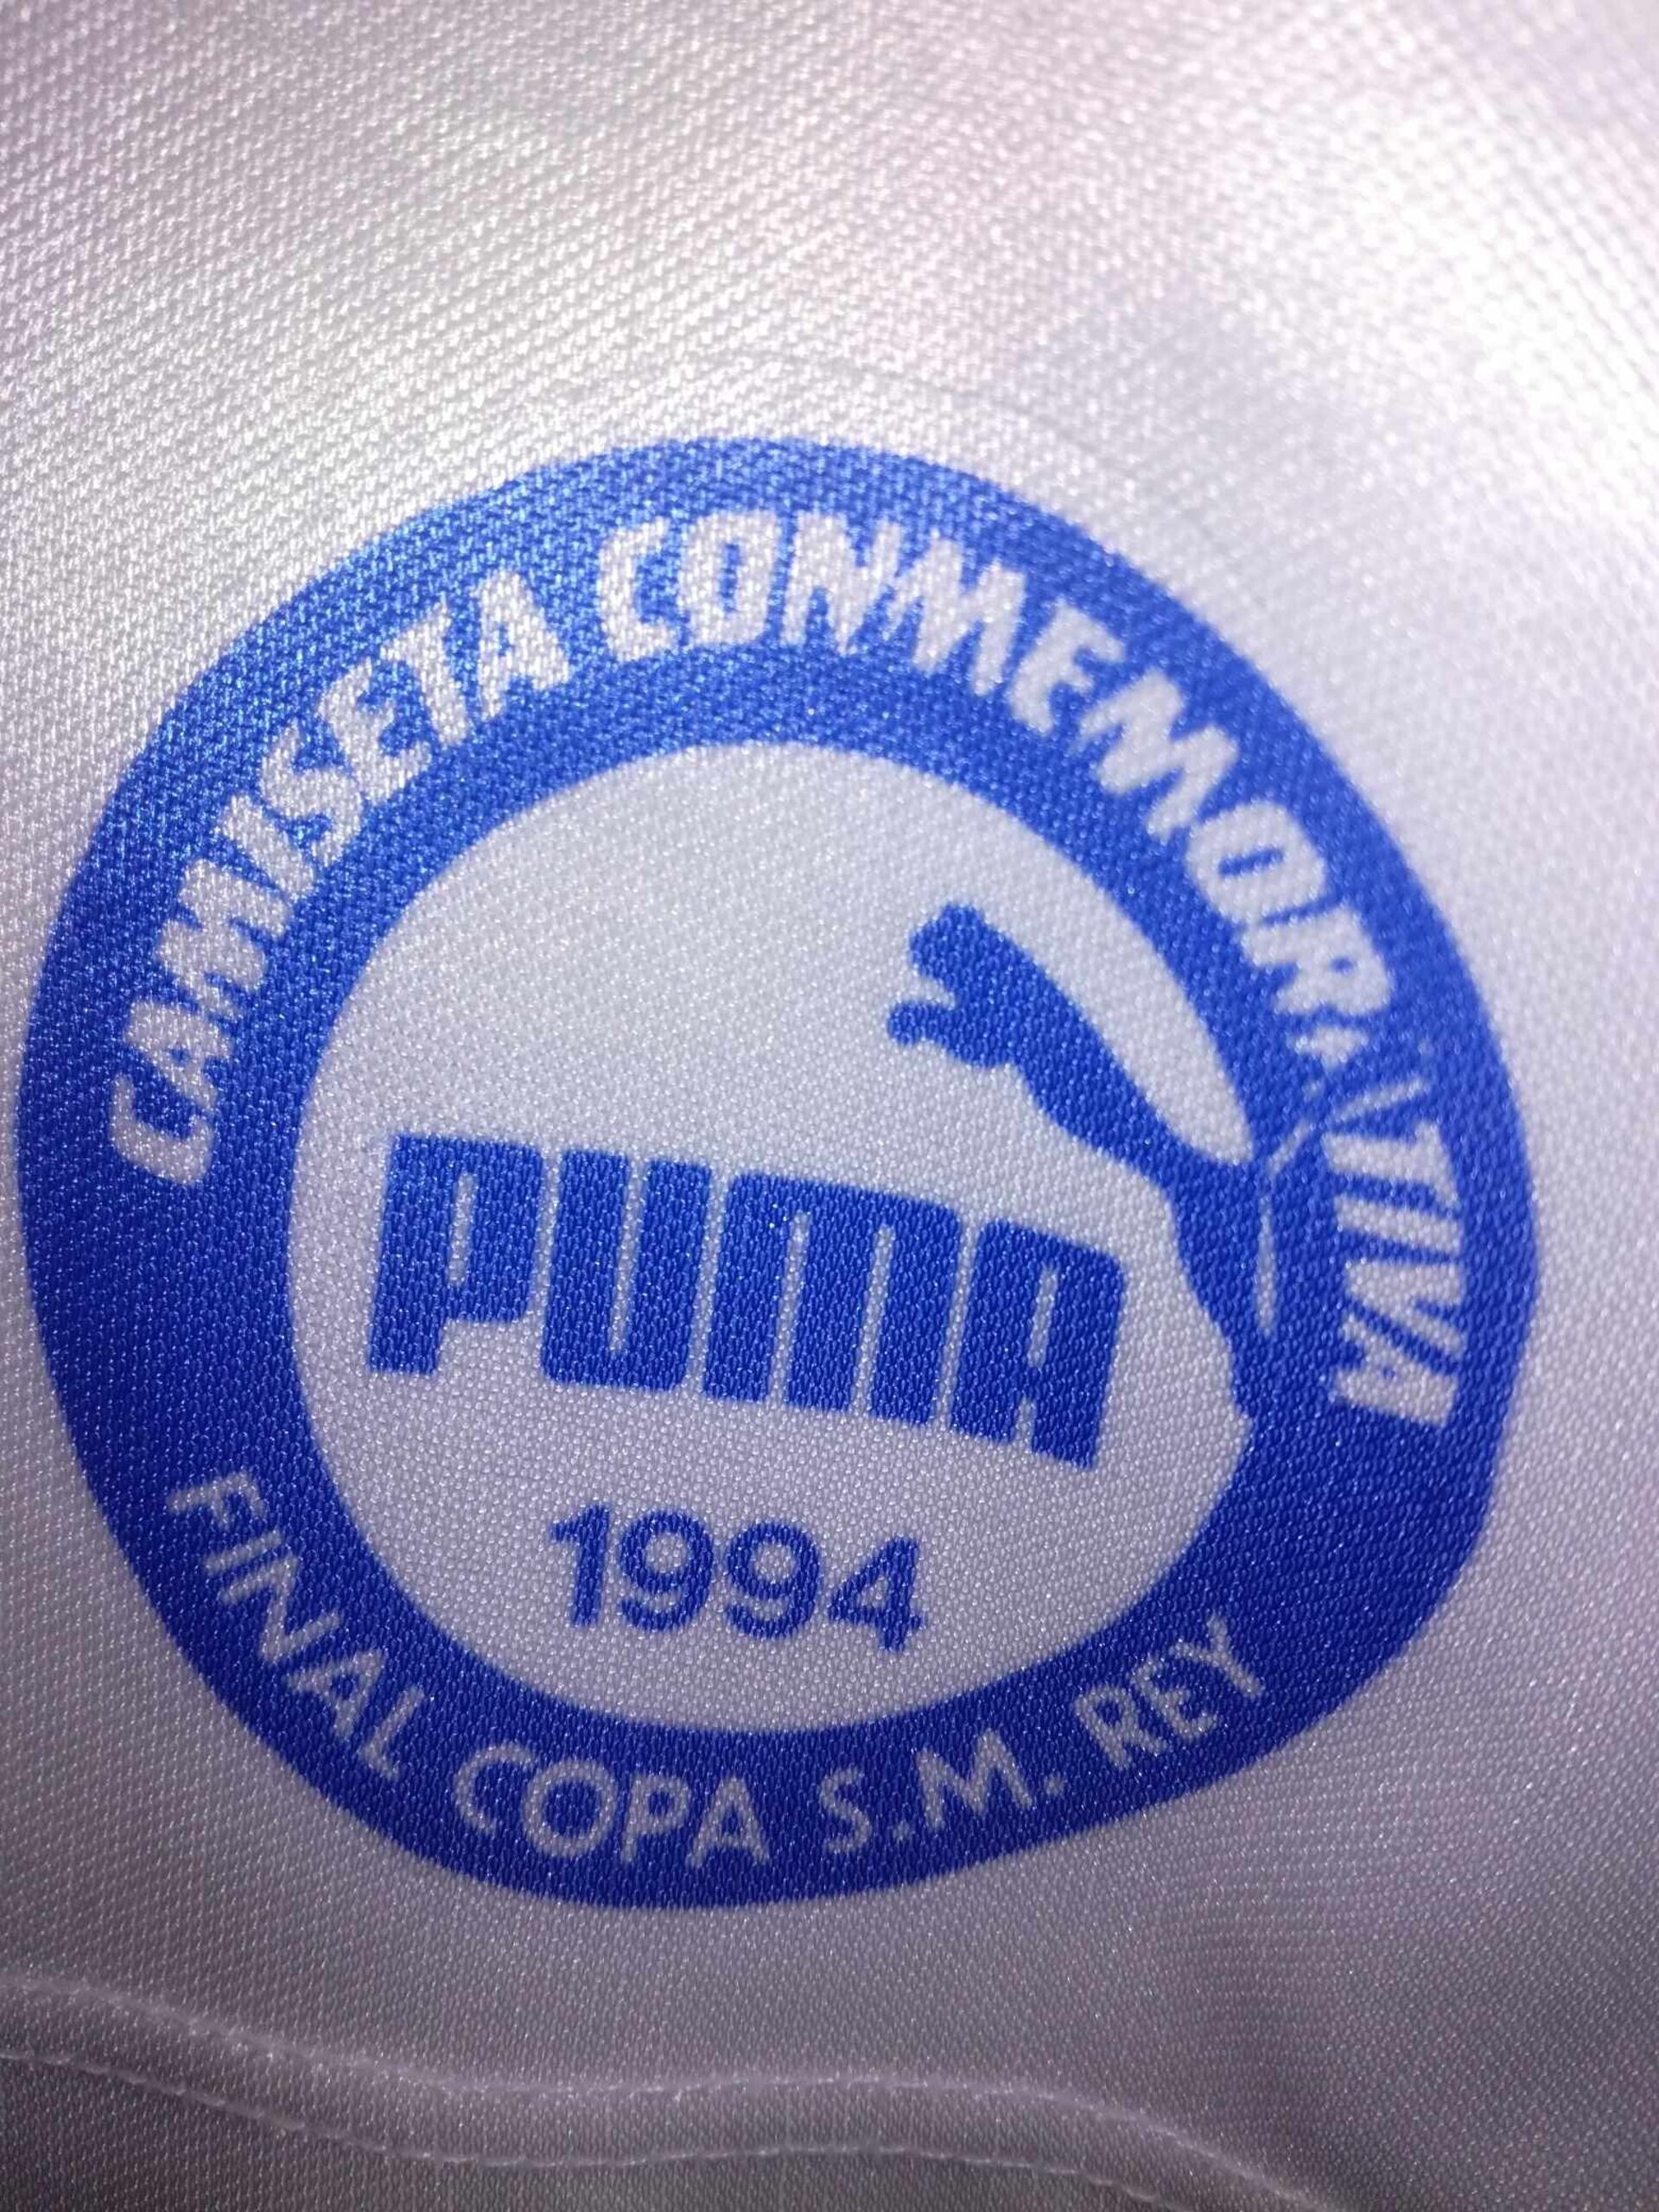 CAMISETA CONMEMORATIVA
PUMA
1994
FINAL COPA S.M. REY